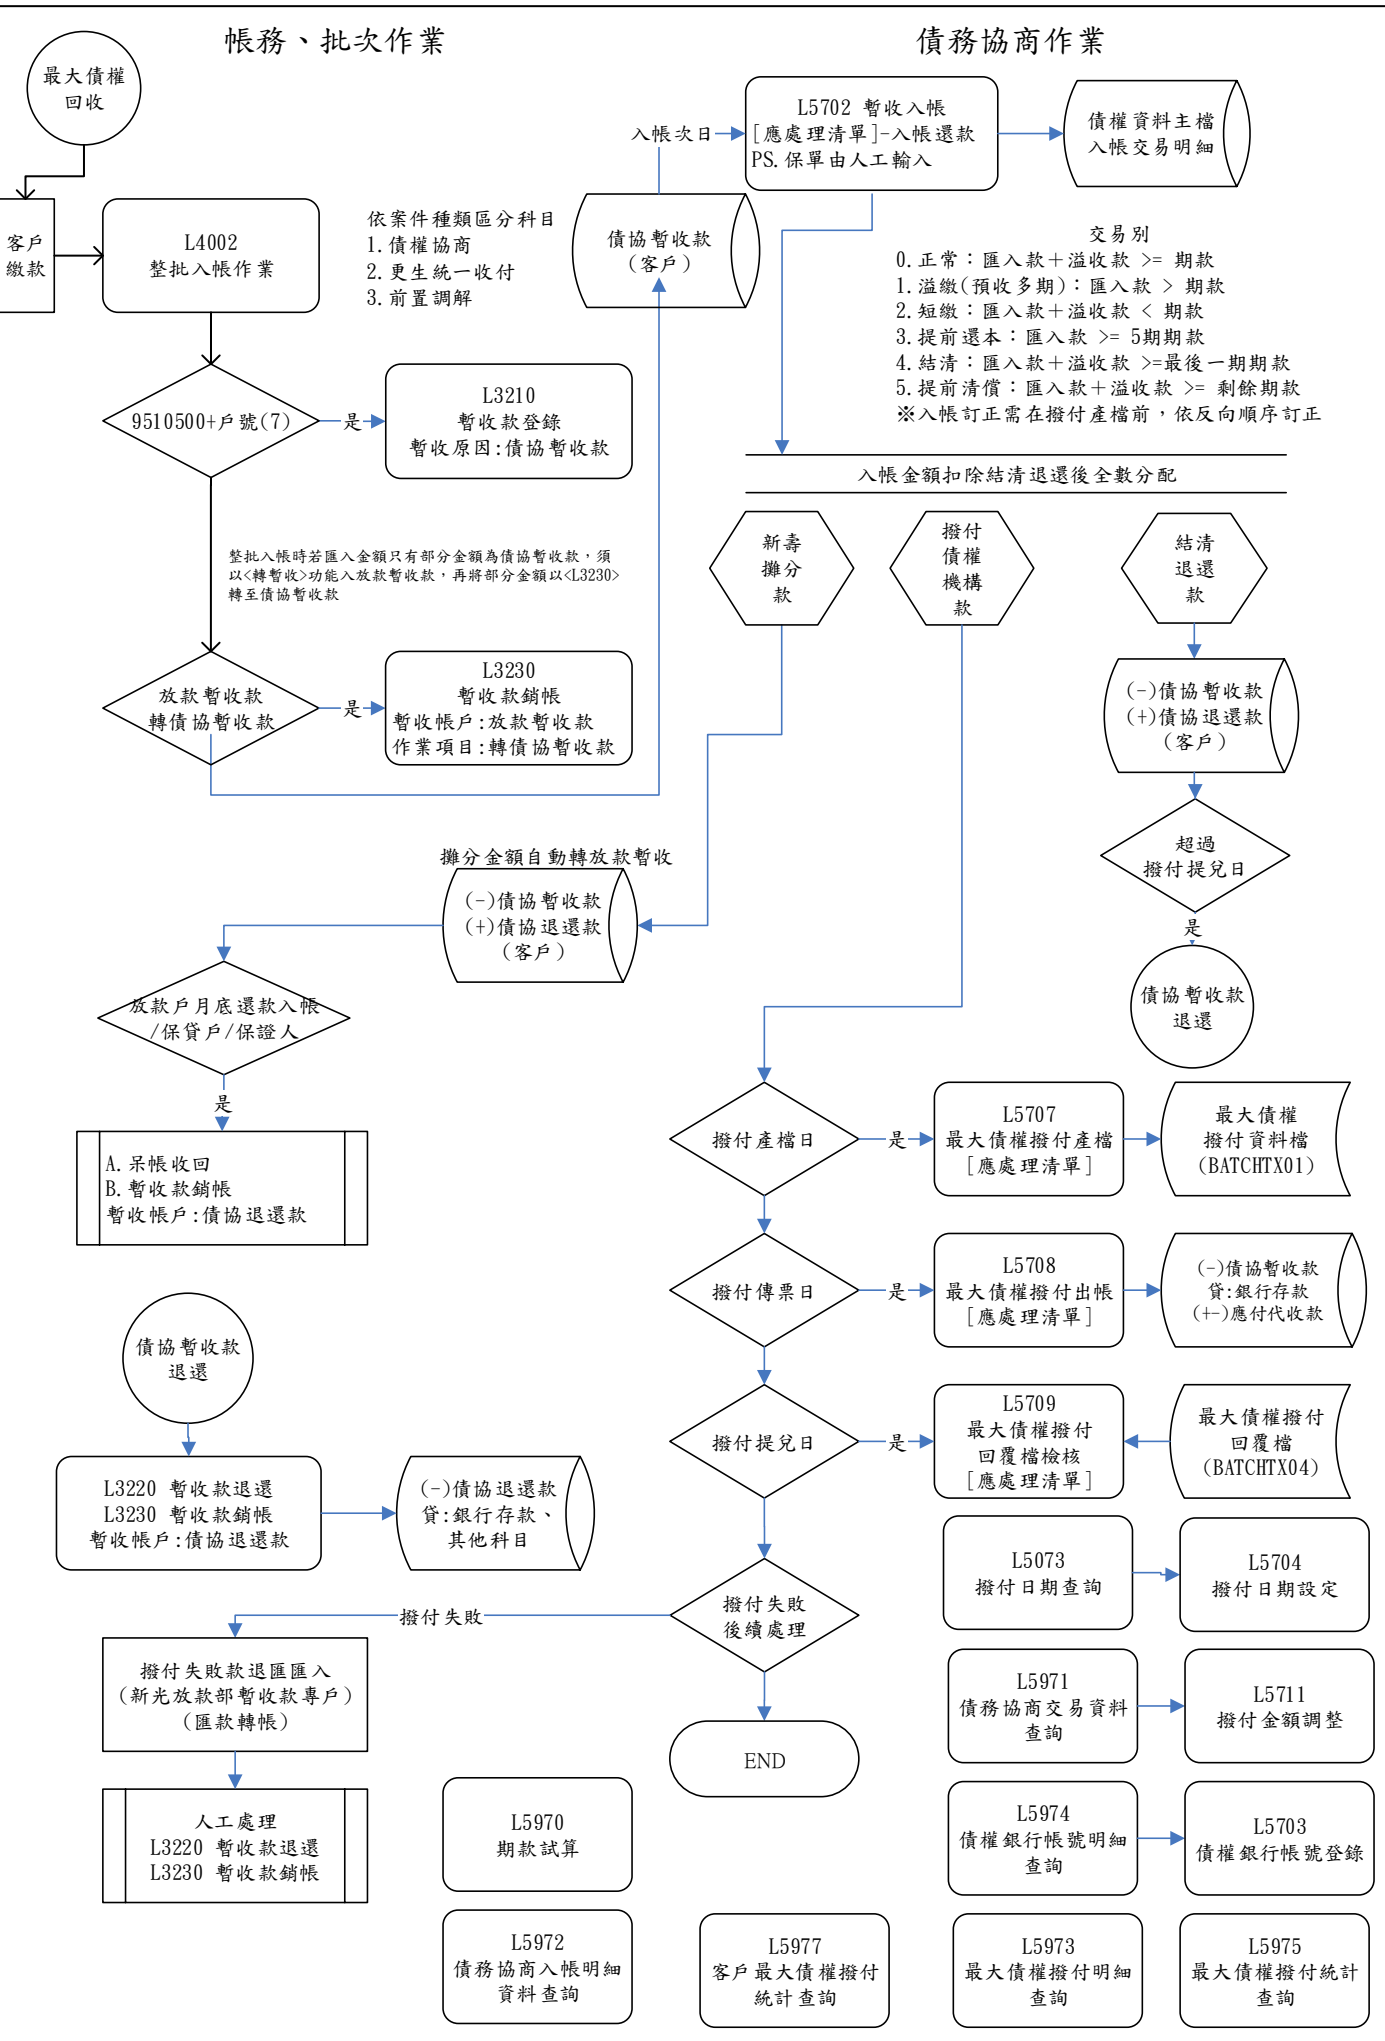 帳務、批次作業
債務協商作業
最大債權
回收
客戶
繳款
L4002
整批入帳作業
依案件種類區分科目
1.債權協商
2.更生統一收付
3.前置調解
債協暫收款
(客戶)
入帳次日
L5702 暫收入帳
[應處理清單]-入帳還款
PS.保單由人工輸入
債權資料主檔
入帳交易明細
交易別
0.正常：匯入款＋溢收款 >= 期款
1.溢繳(預收多期)：匯入款 > 期款
2.短繳：匯入款＋溢收款 < 期款
3.提前還本：匯入款 >= 5期期款
4.結清：匯入款＋溢收款 >=最後一期期款
5.提前清償：匯入款＋溢收款 >= 剩餘期款
※入帳訂正需在撥付產檔前，依反向順序訂正
9510500+戶號(7)
是
L3210
暫收款登錄
暫收原因:債協暫收款
入帳金額扣除結清退還後全數分配
新壽
攤分
款
撥付
債權
機構
款
結清
退還
款
整批入帳時若匯入金額只有部分金額為債協暫收款，須
以<轉暫收>功能入放款暫收款，再將部分金額以<L3230>
轉至債協暫收款
放款暫收款
轉債協暫收款
是
L3230
暫收款銷帳
暫收帳戶:放款暫收款
作業項目:轉債協暫收款
(-)債協暫收款
(+)債協退還款
(客戶)
超過
撥付提兌日
是
債協暫收款
退還
攤分金額自動轉放款暫收
(-)債協暫收款
(+)債協退還款
(客戶)
放款戶月底還款入帳
/保貸戶/保證人
是
A.呆帳收回
B.暫收款銷帳
暫收帳戶:債協退還款
撥付產檔日
是
L5707
最大債權撥付產檔
[應處理清單]
最大債權
撥付資料檔
(BATCHTX01)
撥付傳票日
是
L5708
最大債權撥付出帳
[應處理清單]
(-)債協暫收款
貸:銀行存款
(+-)應付代收款
債協暫收款
退還
撥付提兌日
是
L5709
最大債權撥付
回覆檔檢核
[應處理清單]
最大債權撥付
回覆檔
(BATCHTX04)
L3220 暫收款退還
L3230 暫收款銷帳
暫收帳戶:債協退還款
(-)債協退還款
貸:銀行存款、
其他科目
L5073
撥付日期查詢
L5704
撥付日期設定
撥付失敗
後續處理
撥付失敗
撥付失敗款退匯匯入
(新光放款部暫收款專戶)
(匯款轉帳)
L5971
債務協商交易資料
查詢
L5711
撥付金額調整
END
人工處理
L3220 暫收款退還
L3230 暫收款銷帳
L5970
期款試算
L5974
債權銀行帳號明細
查詢
L5703
債權銀行帳號登錄
L5972
債務協商入帳明細
資料查詢
L5977
客戶最大債權撥付
統計查詢
L5973
最大債權撥付明細
查詢
L5975
最大債權撥付統計
查詢